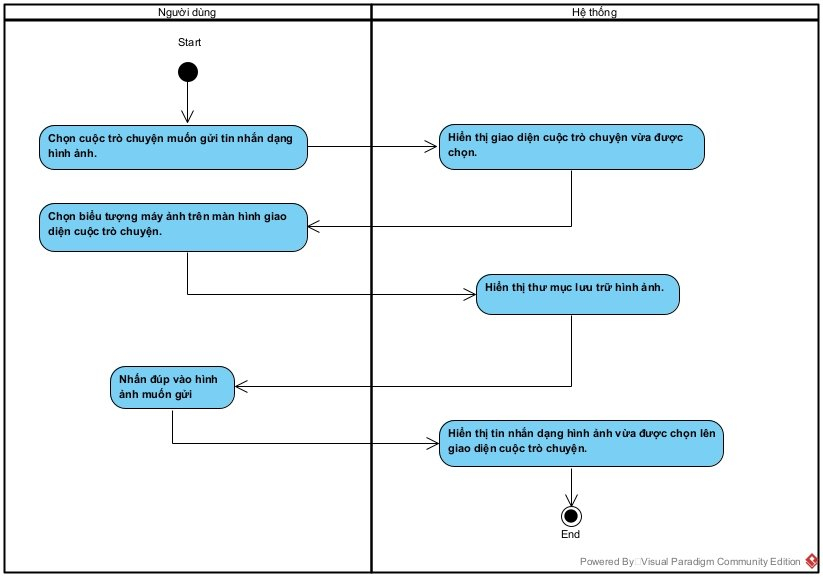 Người dùng
Hệ thống
Start
Chọn cuộc trò chuyện muốn gửi tin nhắn dạng
hình ảnh.
Hiển thị giao diện cuộc trò chuyện vừa được
chọn.
Chọn biểu tượng máy ảnh trên màn hình giao
diện cuộc trò chuyện.
Hiển thị thư mục lưu trữ hình ảnh.
Nhấn đúp vào hình
ảnh muốn gửi
Hiển thị tin nhắn dạng hình ảnh vừa được chọn lên
giao diện cuộc trò chuyện.
End
Powered By Visual Paradigm Community Edition